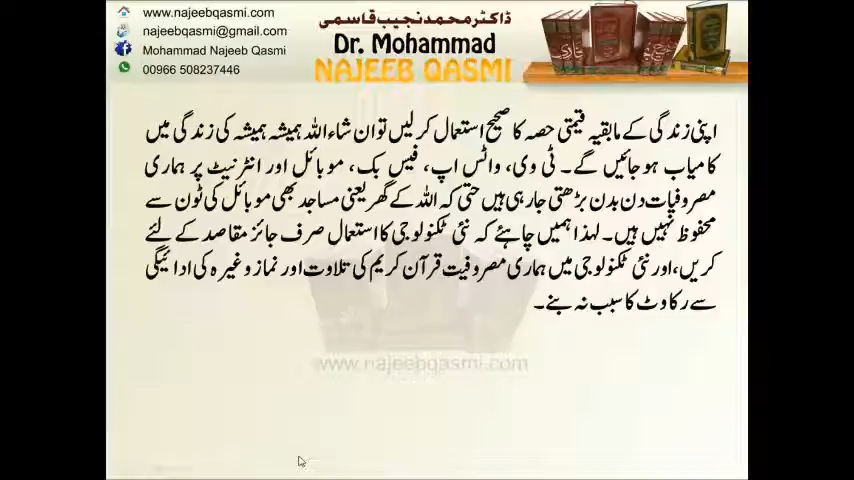 www.najeebqasmi.com
najeebqasmi@gmail.com
Mohammad Najeeb Qasmi
00966 508237446
ڈاکٹر محمد نجیب قاسمی
Dr. Mohammad
NAJEEB QASMI
اپنی زندگی کے مابقیہ قیمتی حصہ کا صحیح استعمال کرلیں تو ان شاء اللہ ہمیشہ ہمیشہ کی زندگی میں
کامیاب ہوجائیں گے۔ ٹی وی، واٹس اپ، فیس بک، موبائل اور انٹرنیٹ پر ہماری
مصروفیات دن بدن بڑھتی جارہی ہیں حتی کہ اللہ کے گھر یعنی مساجد بھی موبائل کی ٹون سے
محفوظ نہیں ہیں۔ لہذا ہمیں چاہئے کہ نئی ٹکنولوجی کا استعمال صرف جائز مقاصد کے لئے
کریں، اور نئی ٹکنولوجی میں ہماری مصروفیت قرآن کریم کی تلاوت اور نماز وغیرہ کی ادائیگی
سے رکاوٹ کا سبب نہ بنے۔
www.najeebqasmi.com